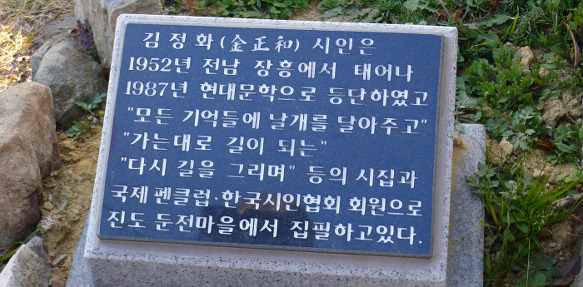 김정화(金正和) 시인은
1952년 전남 장흥에서 태어나
1987년 현대문학으로 등단하였고
"모든 기억들에 날개를 달아주고"
"가는대로 길이 되는"
"다시 길을 그리며" 등의 시집과
국제 펜클럽.한국시인협회 회원으로
진도 둔전마을에서 집필하고있다.